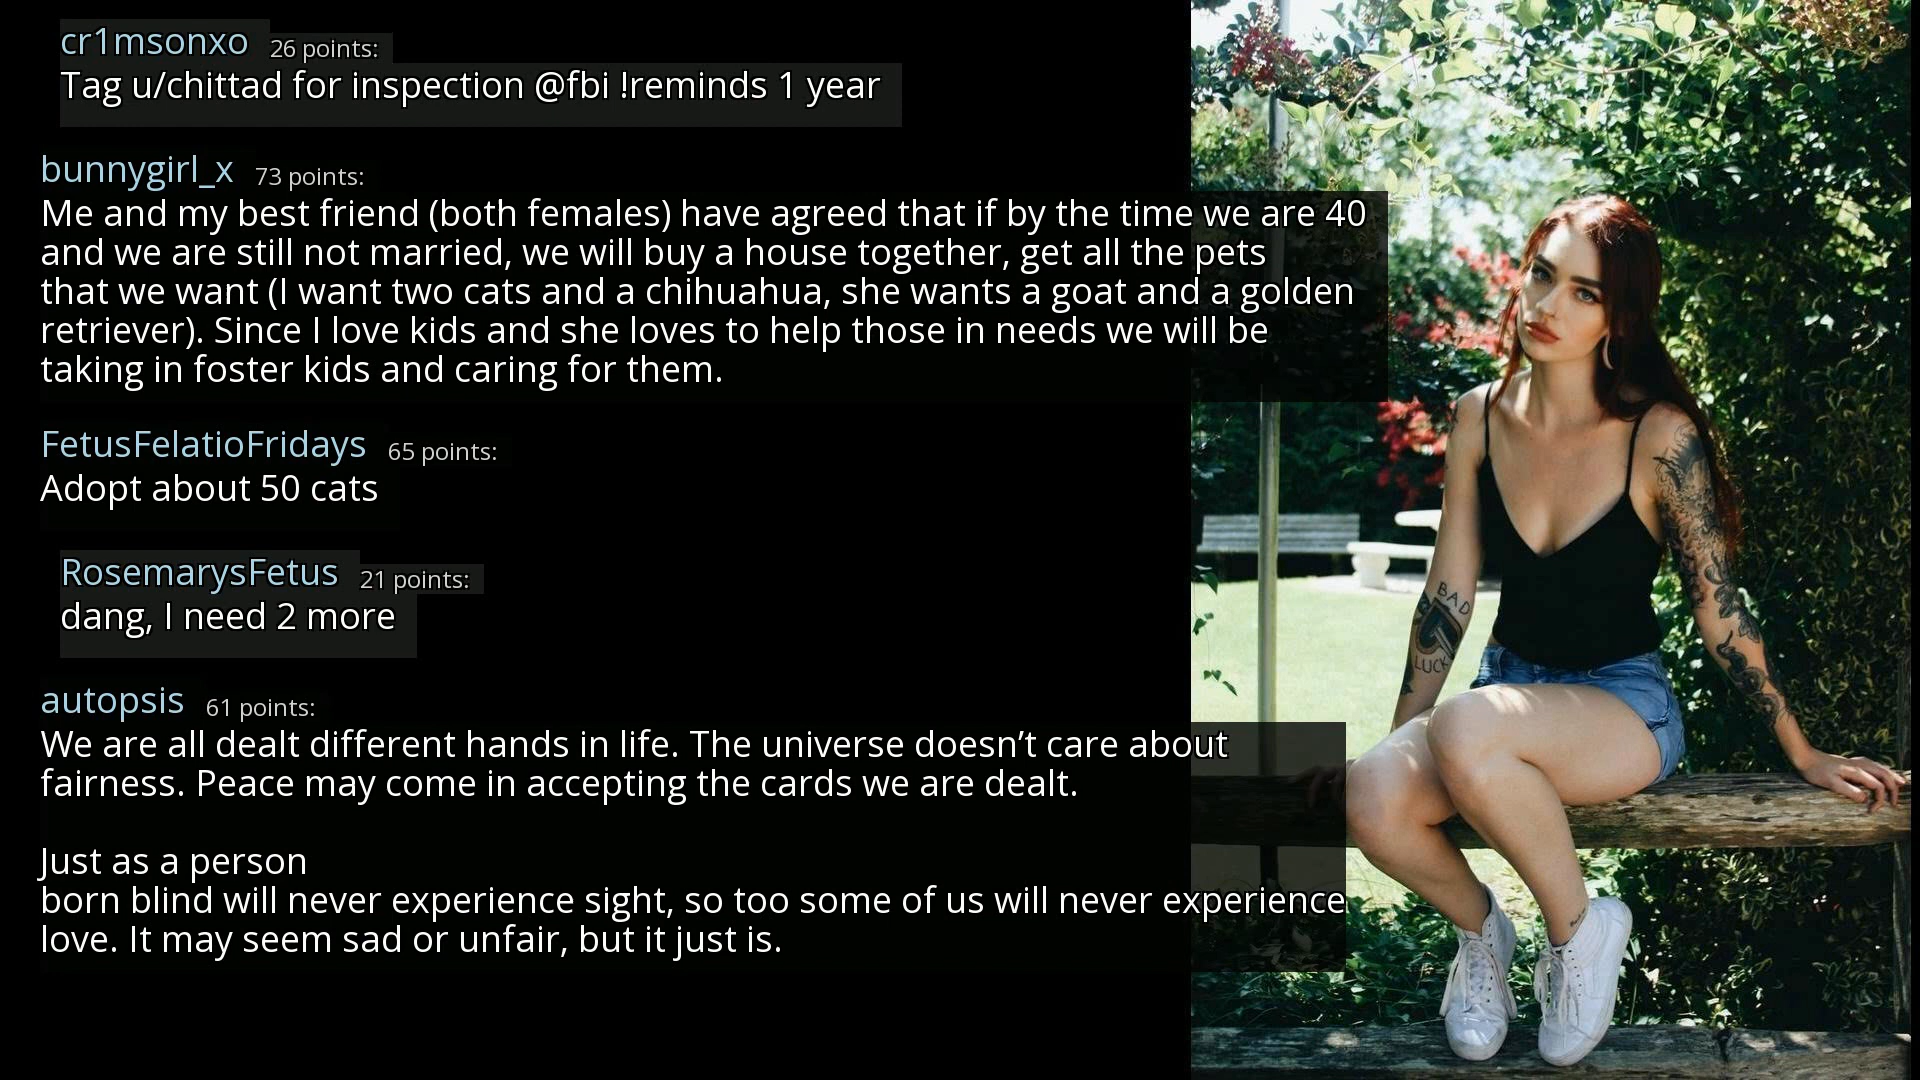 cr1msonxo 26 points:
Tag u/chittad for inspection @fbi !reminds 1 year
bunnygirl_x 73 points:
Me and my best friend (both females) have agreed that if by the time we are 40
and we are still not married, we will buy a house together, get all the pets
that we want (I want two cats and a chihuahua, she wants a goat and a golden
retriever). Since I love kids and she loves to help those in needs we will be
taking in foster kids and caring for them.
FetusFelatioFridays 65 points:
Adopt about 50 cats
RosemarysFetus 21 points:
dang, I need 2 more
autopsis 61 points:
We are all dealt different hands in life. The universe doesn’t care about
fairness. Peace may come in accepting the cards we are dealt.
Just as a person
born blind will never experience sight, so too some of us will never experience
love. It may seem sad or unfair, but it just is.
BAD
LUCK